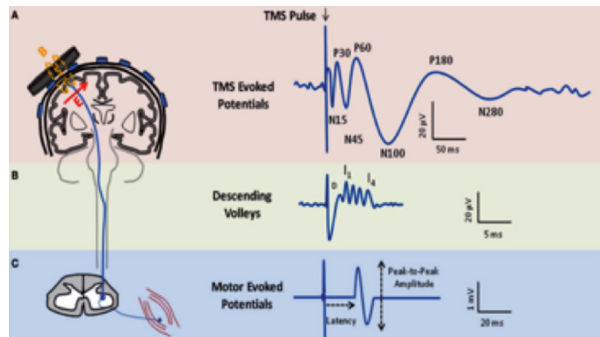 A
TMS Pulse
B
E
TMS Evoked
Potentials
P30
P60
P180
N15
N45
N100
N280
20 µV
50 ms
B
Descending
Volleys
D
I1
I4
20 µV
5 ms
C
Motor Evoked
Potentials
Latency
Peak-to-Peak
Amplitude
1 mV
20 ms